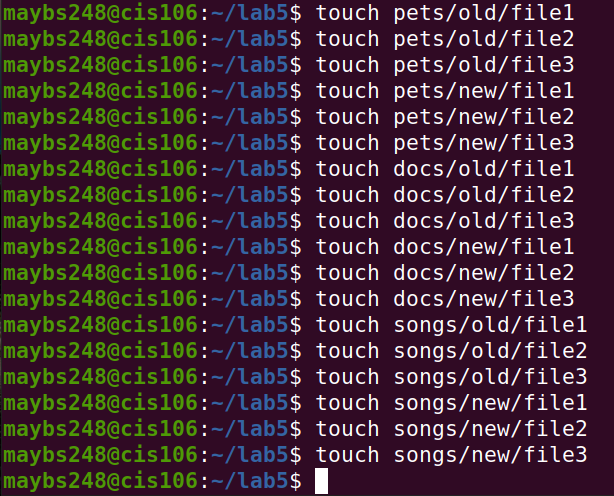 maybs248@cis106:~/lab5$ touch pets/old/file1
maybs248@cis106:~/lab5$ touch pets/old/file2
maybs248@cis106:~/lab5$ touch pets/old/file3
maybs248@cis106:~/lab5$ touch pets/new/file1
maybs248@cis106:~/lab5$ touch pets/new/file2
maybs248@cis106:~/lab5$ touch pets/new/file3
maybs248@cis106:~/lab5$ touch docs/old/file1
maybs248@cis106:~/lab5$ touch docs/old/file2
maybs248@cis106:~/lab5$ touch docs/old/file3
maybs248@cis106:~/lab5$ touch docs/new/file1
maybs248@cis106:~/lab5$ touch docs/new/file2
maybs248@cis106:~/lab5$ touch docs/new/file3
maybs248@cis106:~/lab5$ touch songs/old/file1
maybs248@cis106:~/lab5$ touch songs/old/file2
maybs248@cis106:~/lab5$ touch songs/old/file3
maybs248@cis106:~/lab5$ touch songs/new/file1
maybs248@cis106:~/lab5$ touch songs/new/file2
maybs248@cis106:~/lab5$ touch songs/new/file3
maybs248@cis106:~/lab5$